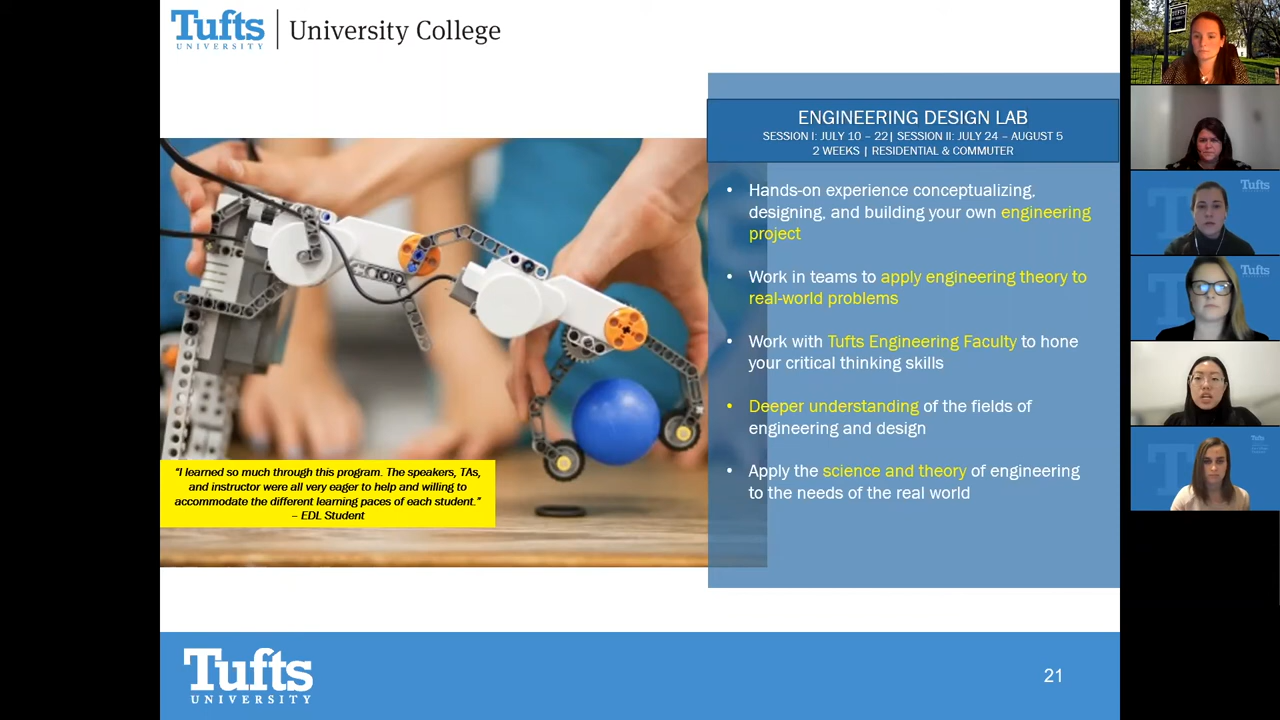 Tufts
UNIVERSITY
University College
ENGINEERING DESIGN LAB
SESSION I: JULY 10 – 22| SESSION II: JULY 24 – AUGUST 5
2 WEEKS | RESIDENTIAL & COMMUTER
• Hands-on experience conceptualizing,
designing, and building your own engineering
project
• Work in teams to apply engineering theory to
real-world problems
• Work with Tufts Engineering Faculty to hone
your critical thinking skills
• Deeper understanding of the fields of
engineering and design
• Apply the science and theory of engineering
to the needs of the real world
“I learned so much through this program. The speakers, TAs,
and instructor were all very eager to help and willing to
accommodate the different learning paces of each student.”
– EDL Student
Tufts
UNIVERSITY
21
Tufts
Tufts
Tufts